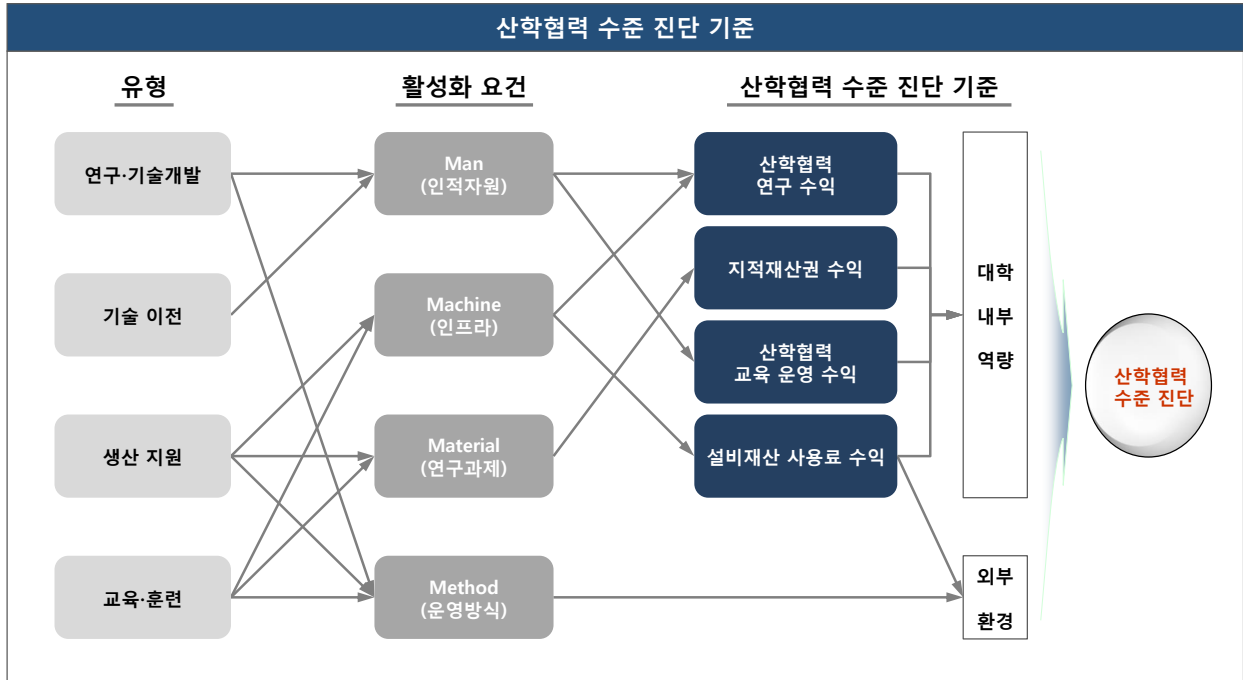 산학협력 수준 진단 기준
유형
활성화 요건
산학협력 수준 진단 기준
연구·기술개발
기술 이전
생산 지원
교육·훈련
Man
(인적자원)
Machine
(인프라)
Material
(연구과제)
Method
(운영방식)
산학협력
연구 수익
지적재산권 수익
산학협력
교육 운영 수익
설비재산 사용료 수익
대학
내부
역량
외부
환경
산학협력
수준 진단